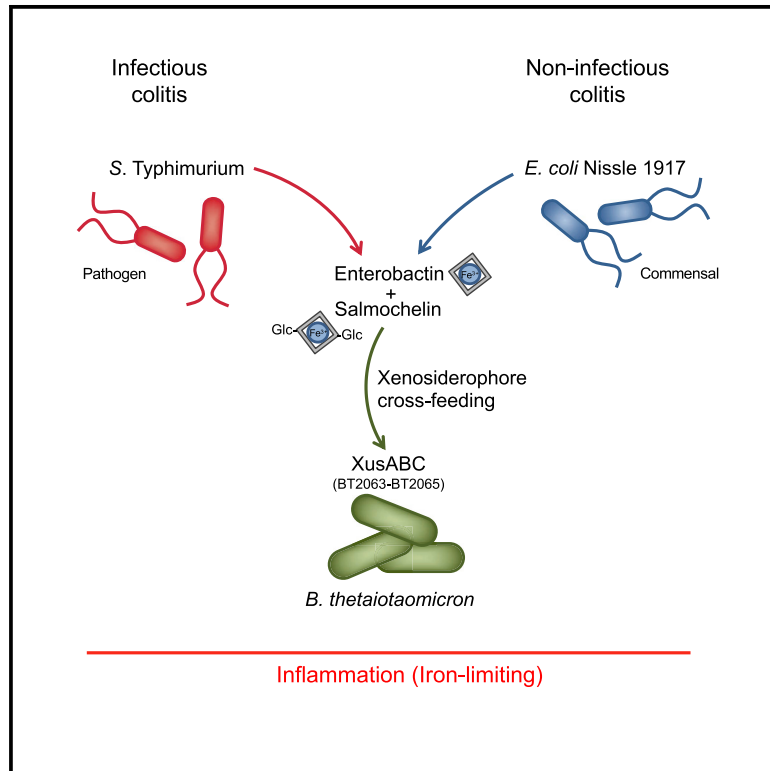 Infectious
colitis
Non-infectious
colitis
S. Typhimurium
E. coli Nissle 1917
Pathogen
Commensal
Enterobactin
Fe³⁺
+
Salmochelin
Glc
Fe³⁺
Glc
Xenosiderophore
cross-feeding
XusABC
(BT2063-BT2065)
B. thetaiotaomicron
Inflammation (Iron-limiting)